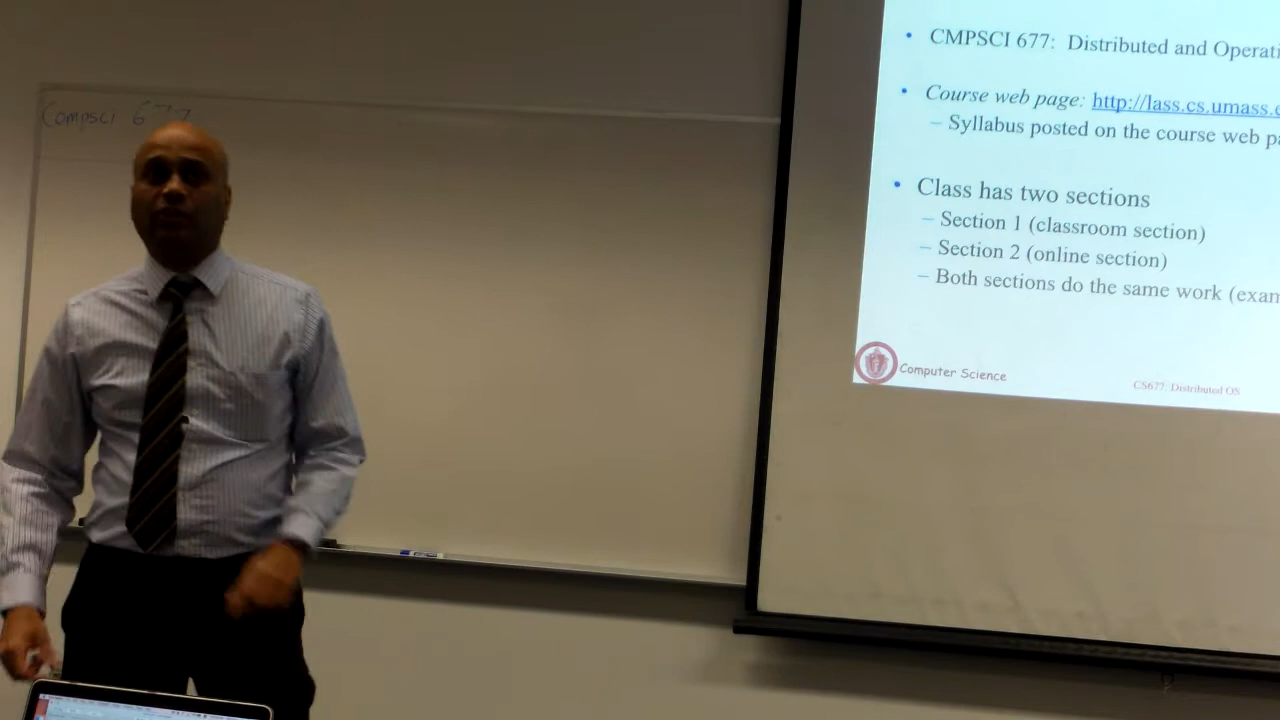 Compsci 677
• CMPSCI 677: Distributed and Operati
• Course web page: http://lass.cs.umass.e
– Syllabus posted on the course web pa
• Class has two sections
– Section 1 (classroom section)
– Section 2 (online section)
– Both sections do the same work (exam
Computer Science
CS677: Distributed OS